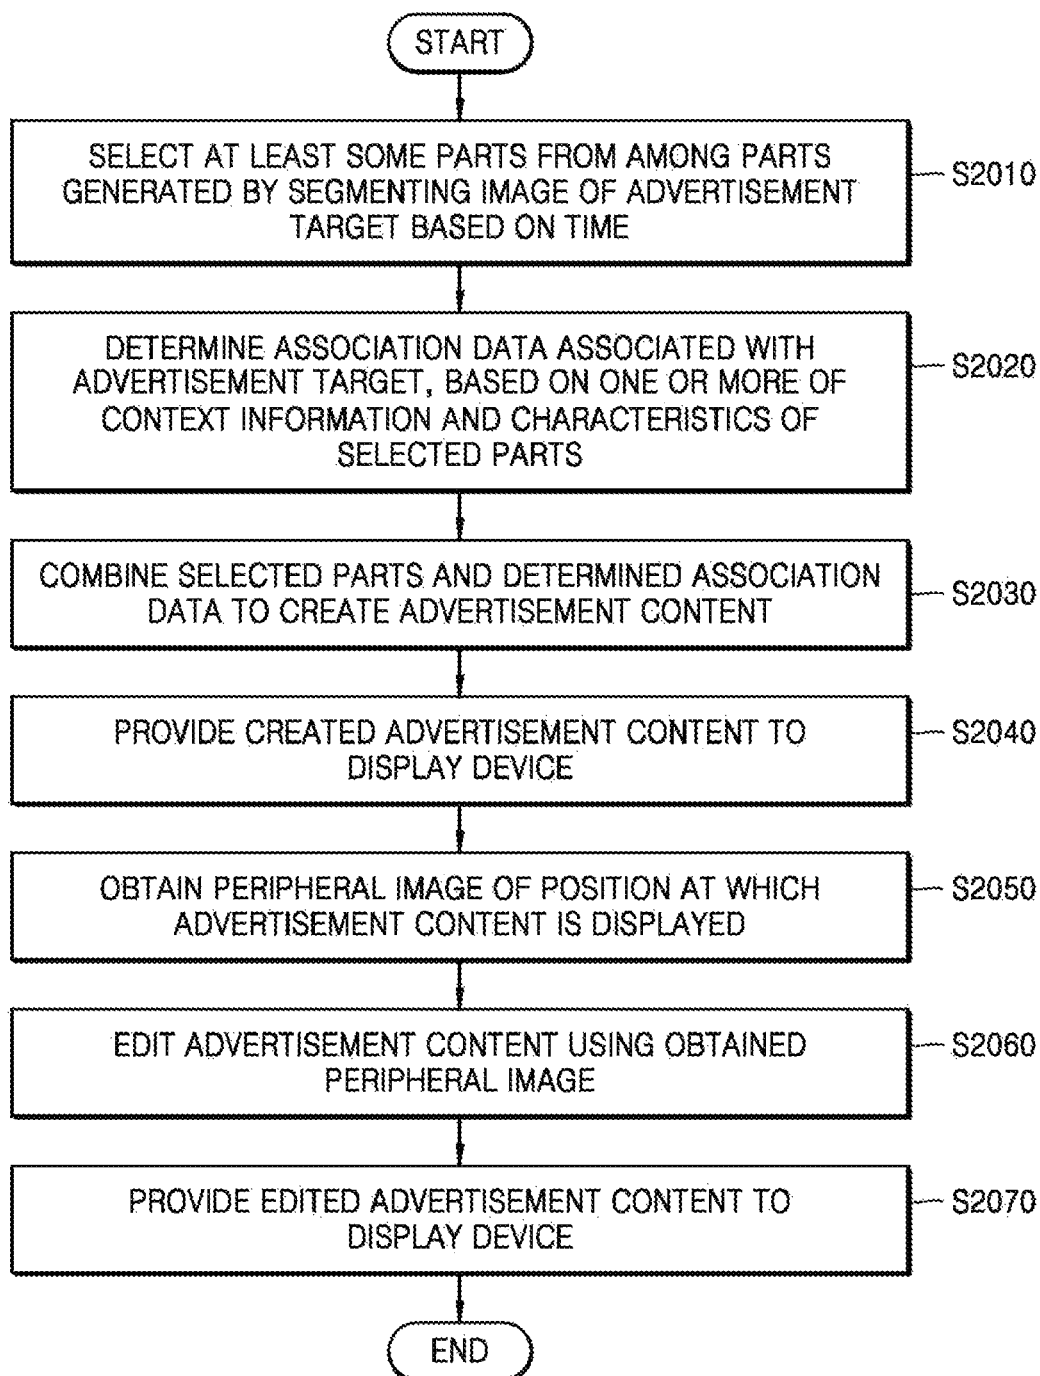 START
SELECT AT LEAST SOME PARTS FROM AMONG PARTS
GENERATED BY SEGMENTING IMAGE OF ADVERTISEMENT
TARGET BASED ON TIME
S2010
DETERMINE ASSOCIATION DATA ASSOCIATED WITH
ADVERTISEMENT TARGET, BASED ON ONE OR MORE OF
CONTEXT INFORMATION AND CHARACTERISTICS OF
SELECTED PARTS
S2020
COMBINE SELECTED PARTS AND DETERMINED ASSOCIATION
DATA TO CREATE ADVERTISEMENT CONTENT
S2030
PROVIDE CREATED ADVERTISEMENT CONTENT TO
DISPLAY DEVICE
S2040
OBTAIN PERIPHERAL IMAGE OF POSITION AT WHICH
ADVERTISEMENT CONTENT IS DISPLAYED
S2050
EDIT ADVERTISEMENT CONTENT USING OBTAINED
PERIPHERAL IMAGE
S2060
PROVIDE EDITED ADVERTISEMENT CONTENT TO
DISPLAY DEVICE
S2070
END